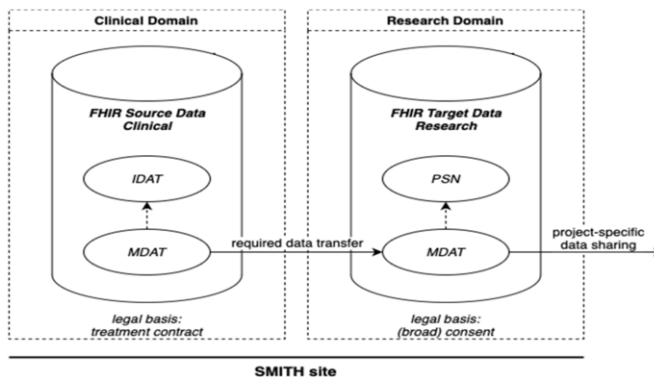 Clinical Domain
Research Domain
FHIR Source Data
Clinical
FHIR Target Data
Research
IDAT
PSN
MDAT
required data transfer
MDAT
project-specific
data sharing
legal basis:
treatment contract
legal basis:
(broad) consent
SMITH site